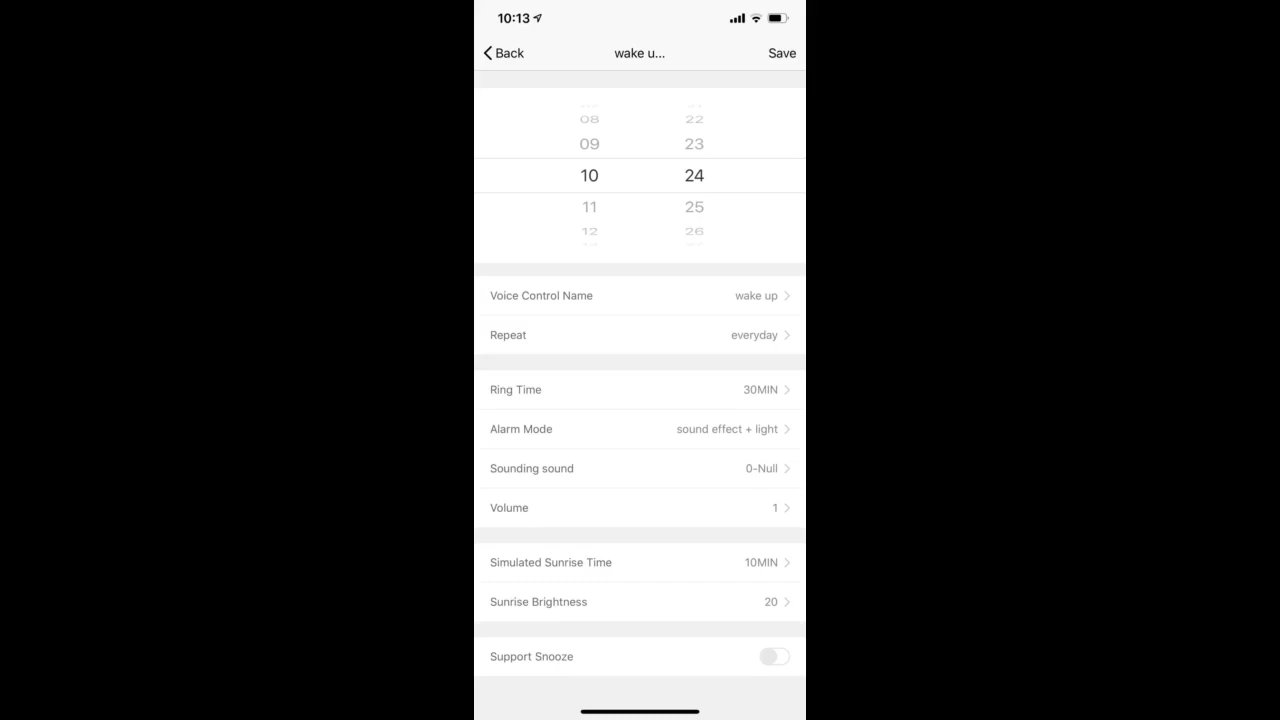 10:13
Back wake u... Save
08 22
09 23
10 24
11 25
12 26
Voice Control Name wake up
Repeat everyday
Ring Time 30MIN
Alarm Mode sound effect + light
Sounding sound 0-Null
Volume 1
Simulated Sunrise Time 10MIN
Sunrise Brightness 20
Support Snooze